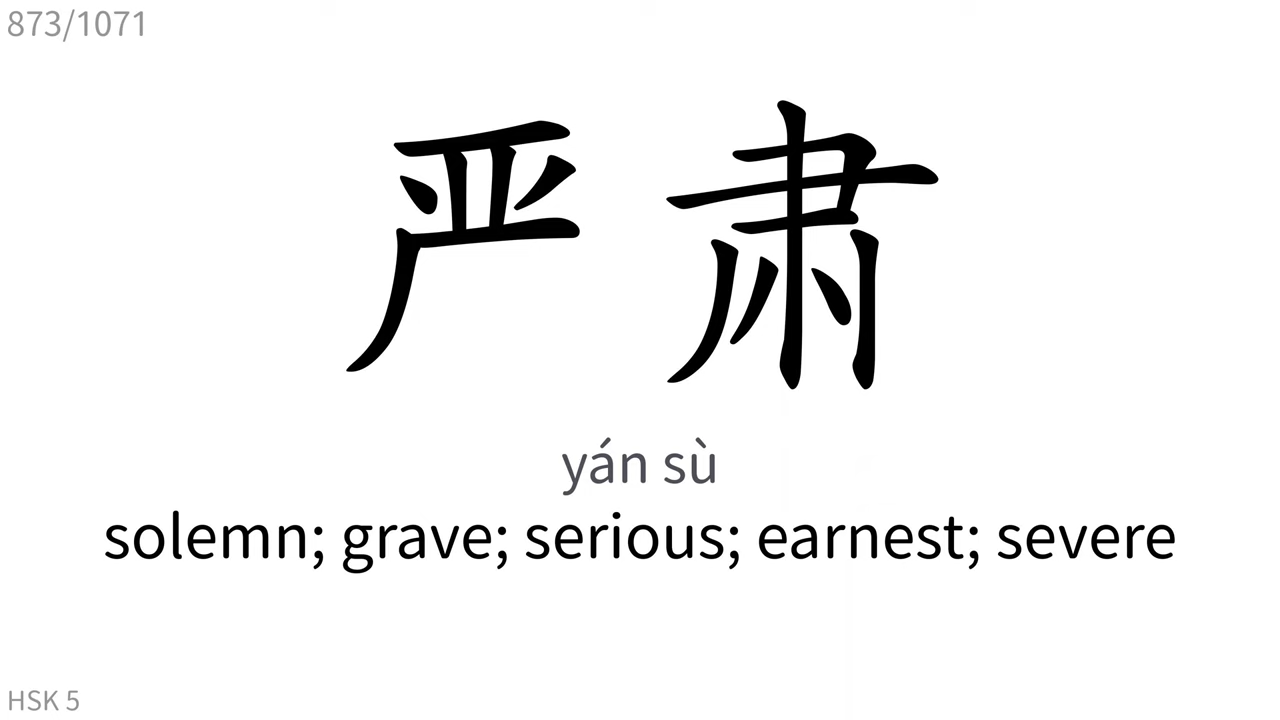 873/1071
严肃
yán sù
solemn; grave; serious; earnest; severe
HSK 5